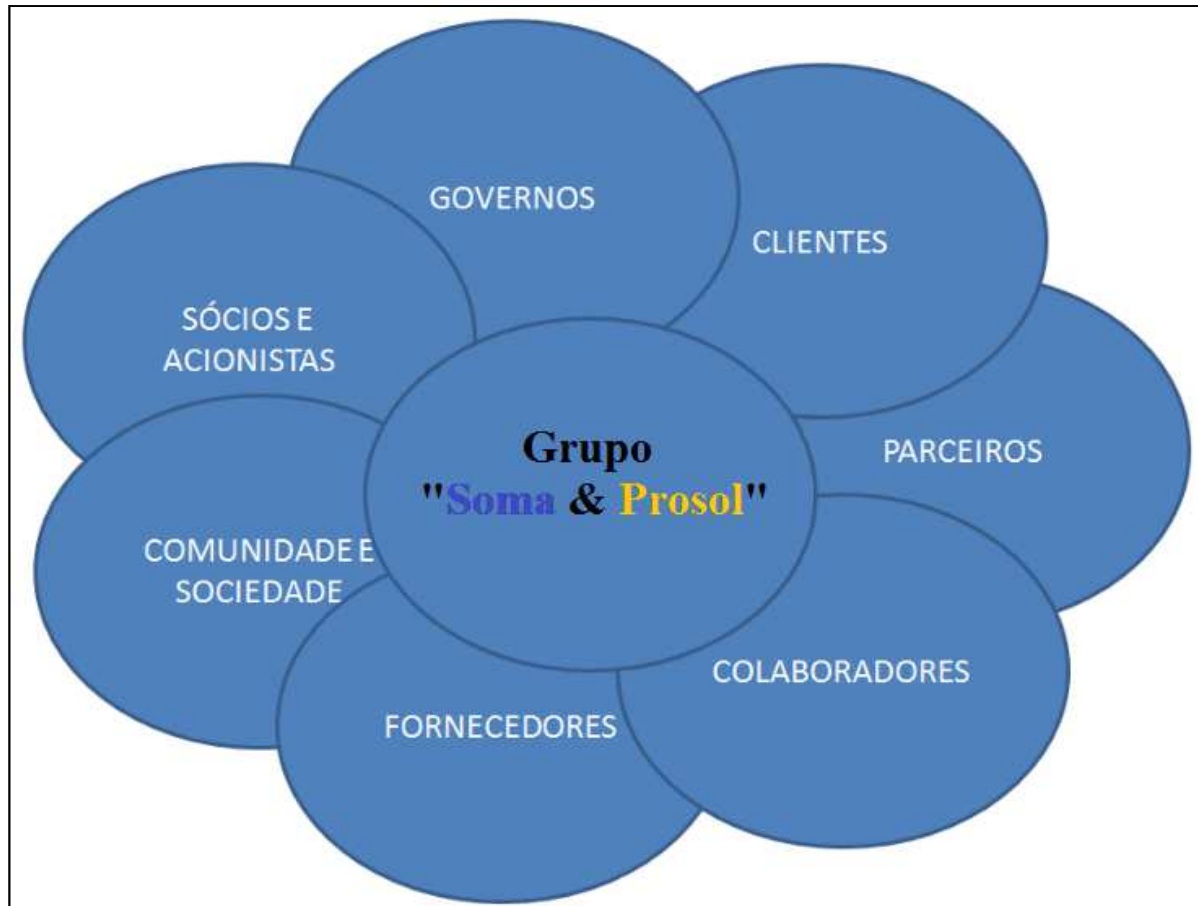 GOVERNOS
CLIENTES
SÓCIOS E
ACIONISTAS
Grupo
"Soma & Prosol"
PARCEIROS
COMUNIDADE E
SOCIEDADE
COLABORADORES
FORNECEDORES